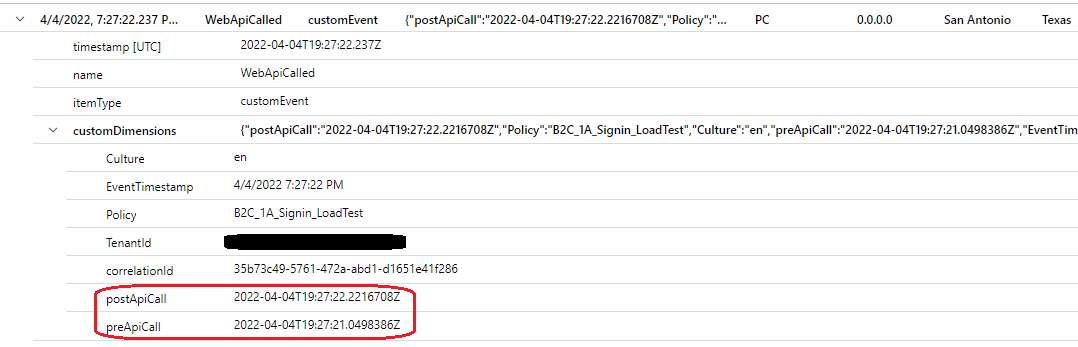 4/4/2022, 7:27:22.237 P... WebApiCalled customEvent {"postApiCall":"2022-04-04T19:27:22.2216708Z","Policy":"... PC 0.0.0.0 San Antonio Texas
timestamp [UTC] 2022-04-04T19:27:22.237Z
name WebApiCalled
itemType customEvent
customDimensions {"postApiCall":"2022-04-04T19:27:22.2216708Z","Policy":"B2C_1A_Signin_LoadTest","Culture":"en","preApiCall":"2022-04-04T19:27:21.0498386Z","EventTim
Culture en
EventTimestamp 4/4/2022 7:27:22 PM
Policy B2C_1A_Signin_LoadTest
TenantId
correlationId 35b73c49-5761-472a-abd1-d1651e41f286
postApiCall 2022-04-04T19:27:22.2216708Z
preApiCall 2022-04-04T19:27:21.0498386Z